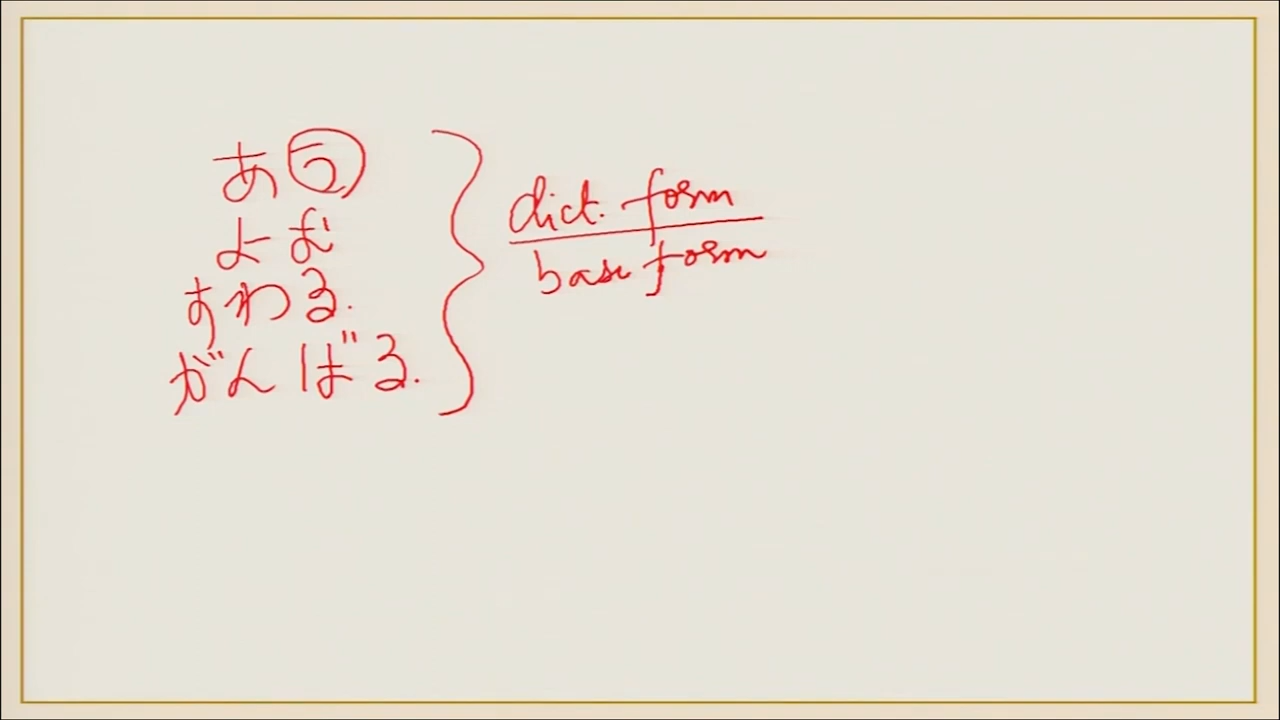 あう
よむ
すわる.
がんばる.
dict. form
base form